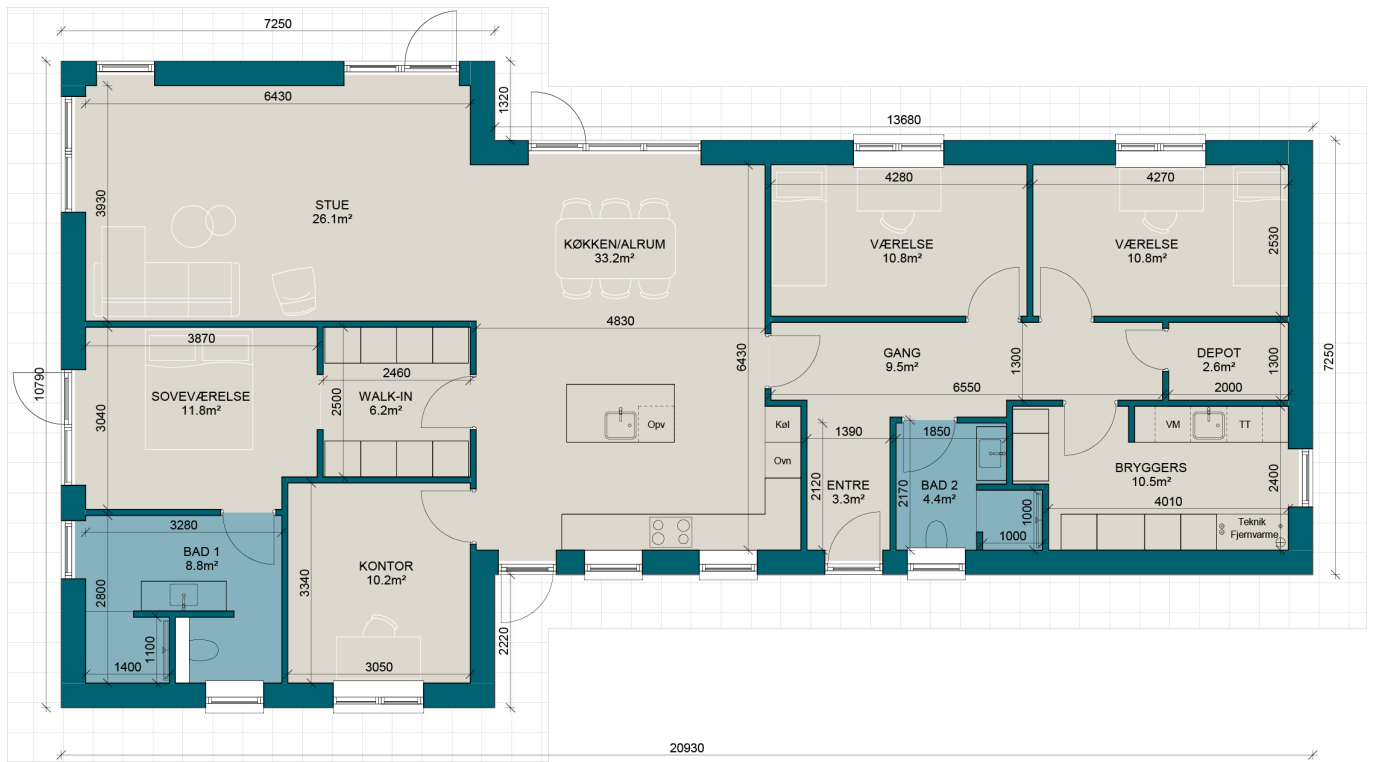 7250
6430
1320
13680
4280
4270
3930
STUE
26.1m²
KØKKEN/ALRUM
33.2m²
VÆRELSE
10.8m²
VÆRELSE
10.8m²
2530
3870
4830
6430
GANG
9.5m²
1300
DEPOT
2.6m²
1300
7250
10790
3040
SOVEVÆRELSE
11.8m²
2500
2460
WALK-IN
6.2m²
6550
2000
Opv
Køl
Ovn
1390
1850
VM
TT
2120
ENTRE
3.3m²
2170
BAD 2
4.4m²
BRYGGERS
10.5m²
2400
4010
1000
1000
Teknik
Fjernvarme
3280
BAD 1
8.8m²
2800
3340
KONTOR
10.2m²
2220
1400
1100
3050
20930